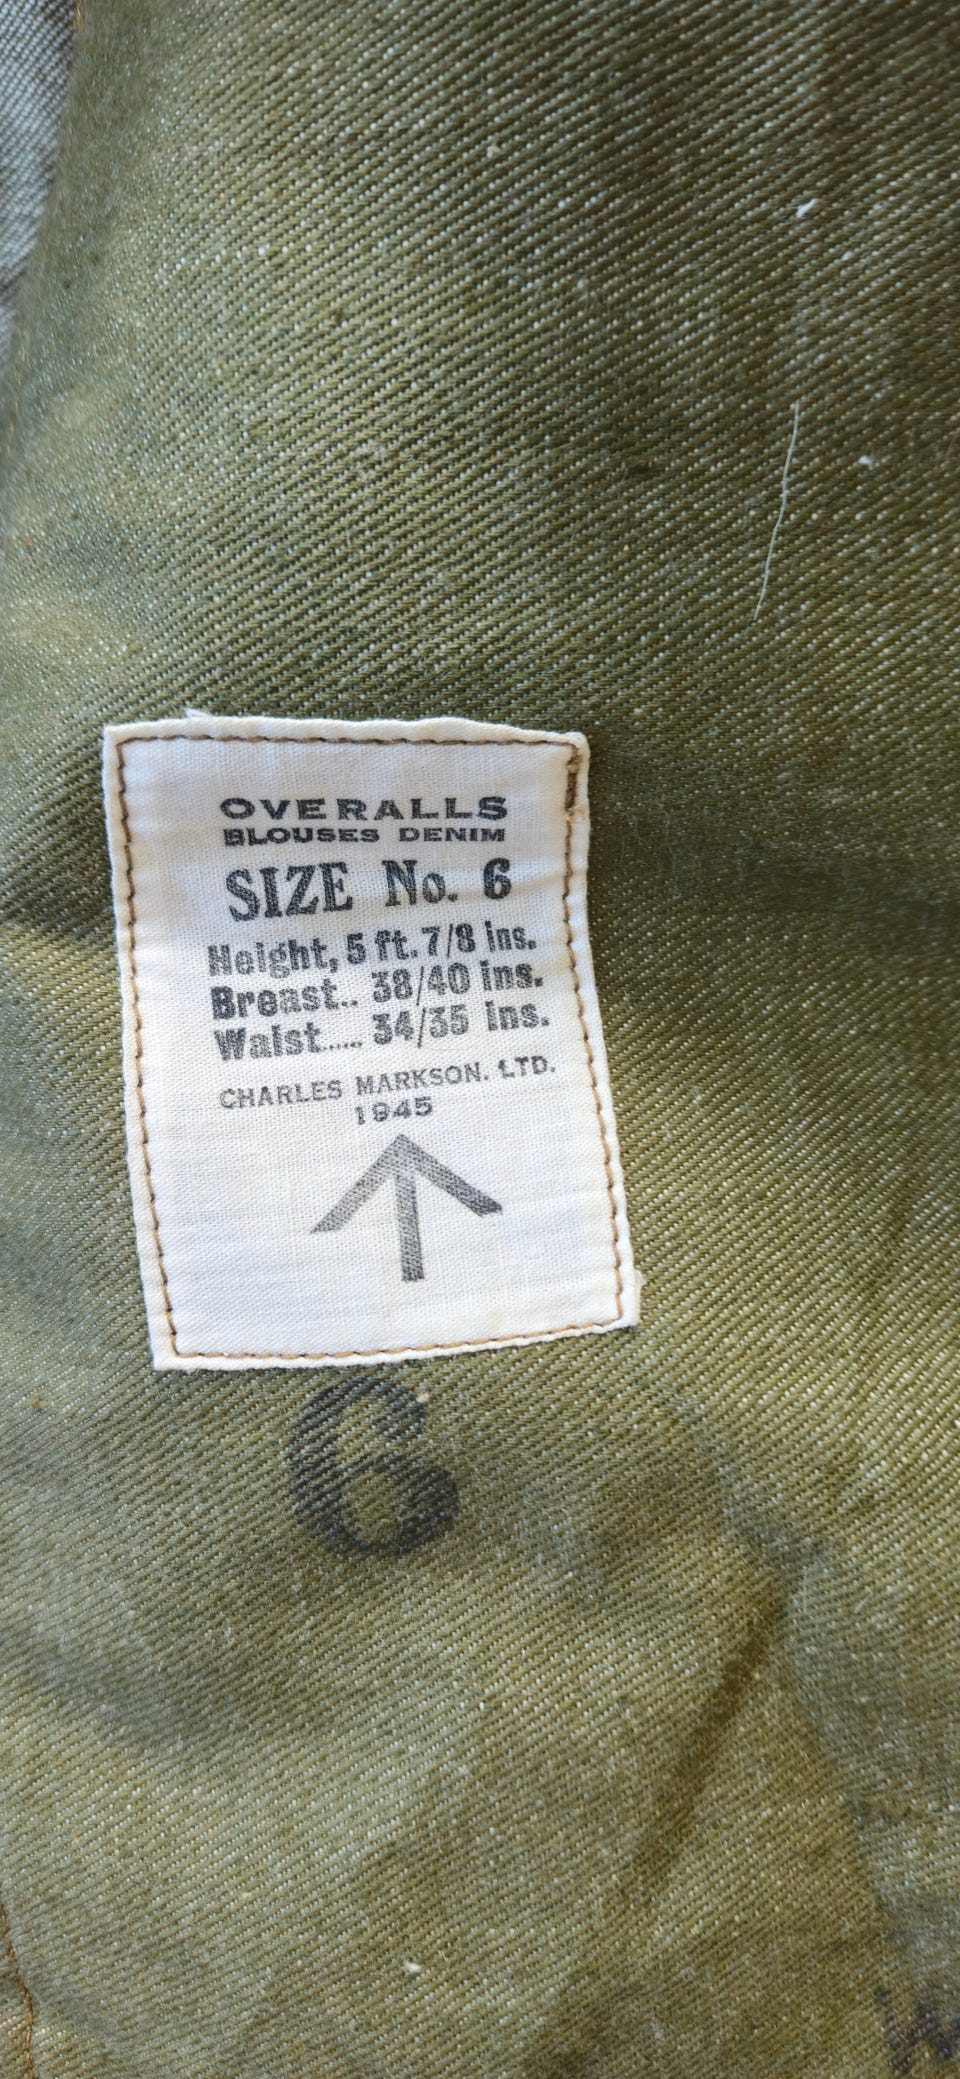 OVERALLS
BLOUSES DENIM
SIZE No. 6
Height, 5 ft. 7/8 ins.
Breast.. 38/40 ins.
Waist...... 34/35 ins.
CHARLES MARKSON. LTD.
1945
6